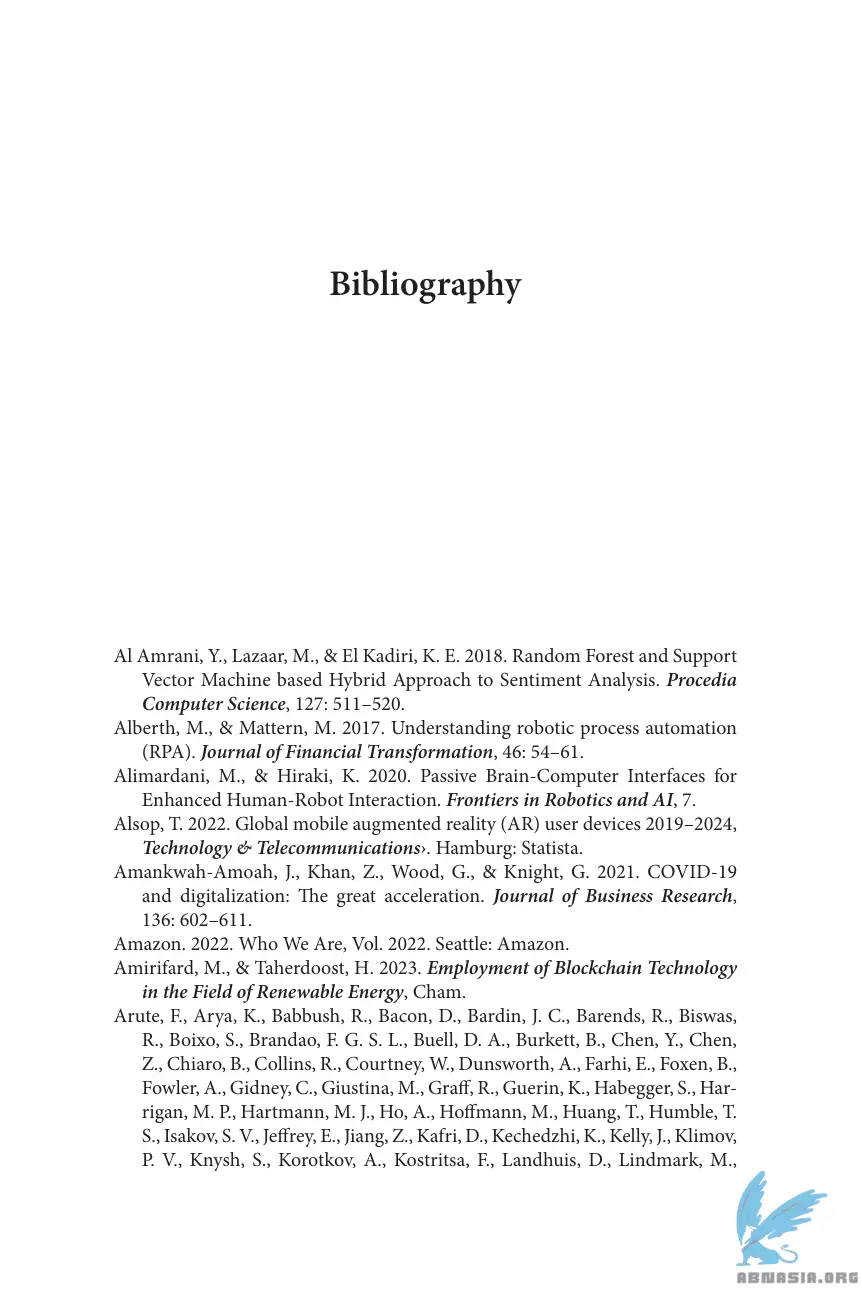 Bibliography
Al Amrani, Y., Lazaar, M., & El Kadiri, K. E. 2018. Random Forest and Support
Vector Machine based Hybrid Approach to Sentiment Analysis. Procedia
Computer Science, 127: 511–520.
Alberth, M., & Mattern, M. 2017. Understanding robotic process automation
(RPA). Journal of Financial Transformation, 46: 54–61.
Alimardani, M., & Hiraki, K. 2020. Passive Brain-Computer Interfaces for
Enhanced Human-Robot Interaction. Frontiers in Robotics and AI, 7.
Alsop, T. 2022. Global mobile augmented reality (AR) user devices 2019–2024,
Technology & Telecommunications›. Hamburg: Statista.
Amankwah-Amoah, J., Khan, Z., Wood, G., & Knight, G. 2021. COVID-19
and digitalization: The great acceleration. Journal of Business Research,
136: 602–611.
Amazon. 2022. Who We Are, Vol. 2022. Seattle: Amazon.
Amirifard, M., & Taherdoost, H. 2023. Employment of Blockchain Technology
in the Field of Renewable Energy, Cham.
Arute, F., Arya, K., Babbush, R., Bacon, D., Bardin, J. C., Barends, R., Biswas,
R., Boixo, S., Brandao, F. G. S. L., Buell, D. A., Burkett, B., Chen, Y., Chen,
Z., Chiaro, B., Collins, R., Courtney, W., Dunsworth, A., Farhi, E., Foxen, B.,
Fowler, A., Gidney, C., Giustina, M., Graff, R., Guerin, K., Habegger, S., Har-
rigan, M. P., Hartmann, M. J., Ho, A., Hoffmann, M., Huang, T., Humble, T.
S., Isakov, S. V., Jeffrey, E., Jiang, Z., Kafri, D., Kechedzhi, K., Kelly, J., Klimov,
P. V., Knysh, S., Korotkov, A., Kostritsa, F., Landhuis, D., Lindmark, M.,
ABNASIA.ORG